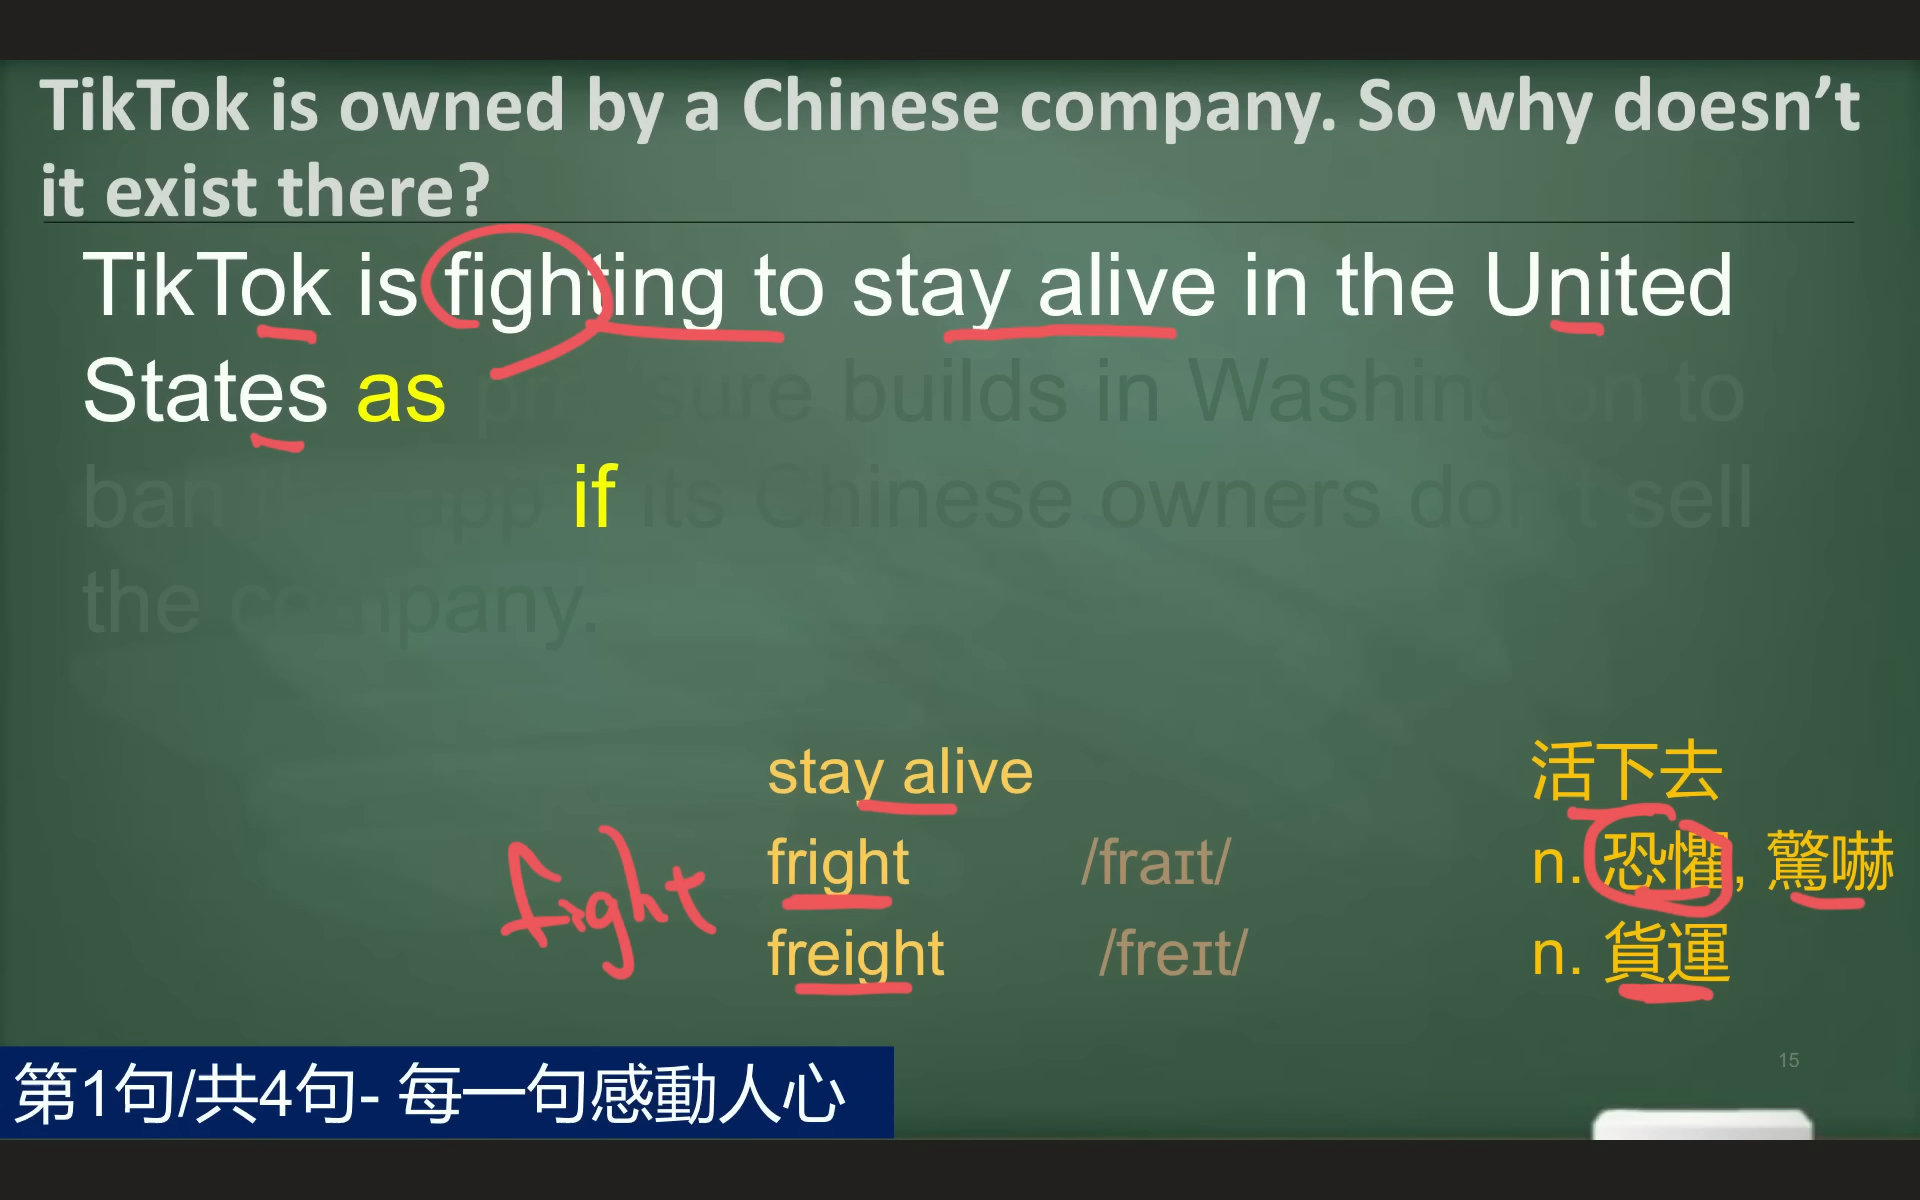 TikTok is owned by a Chinese company. So why doesn't
it exist there?
TikTok is fighting to stay alive in the United
States as pressure builds in Washington to
ban the app if its Chinese owners don't sell
the company.
stay alive 活下去
fright /fraɪt/ n. 恐懼, 驚嚇
fight
freight /freɪt/ n. 貨運
15
第1句/共4句- 每一句感動人心